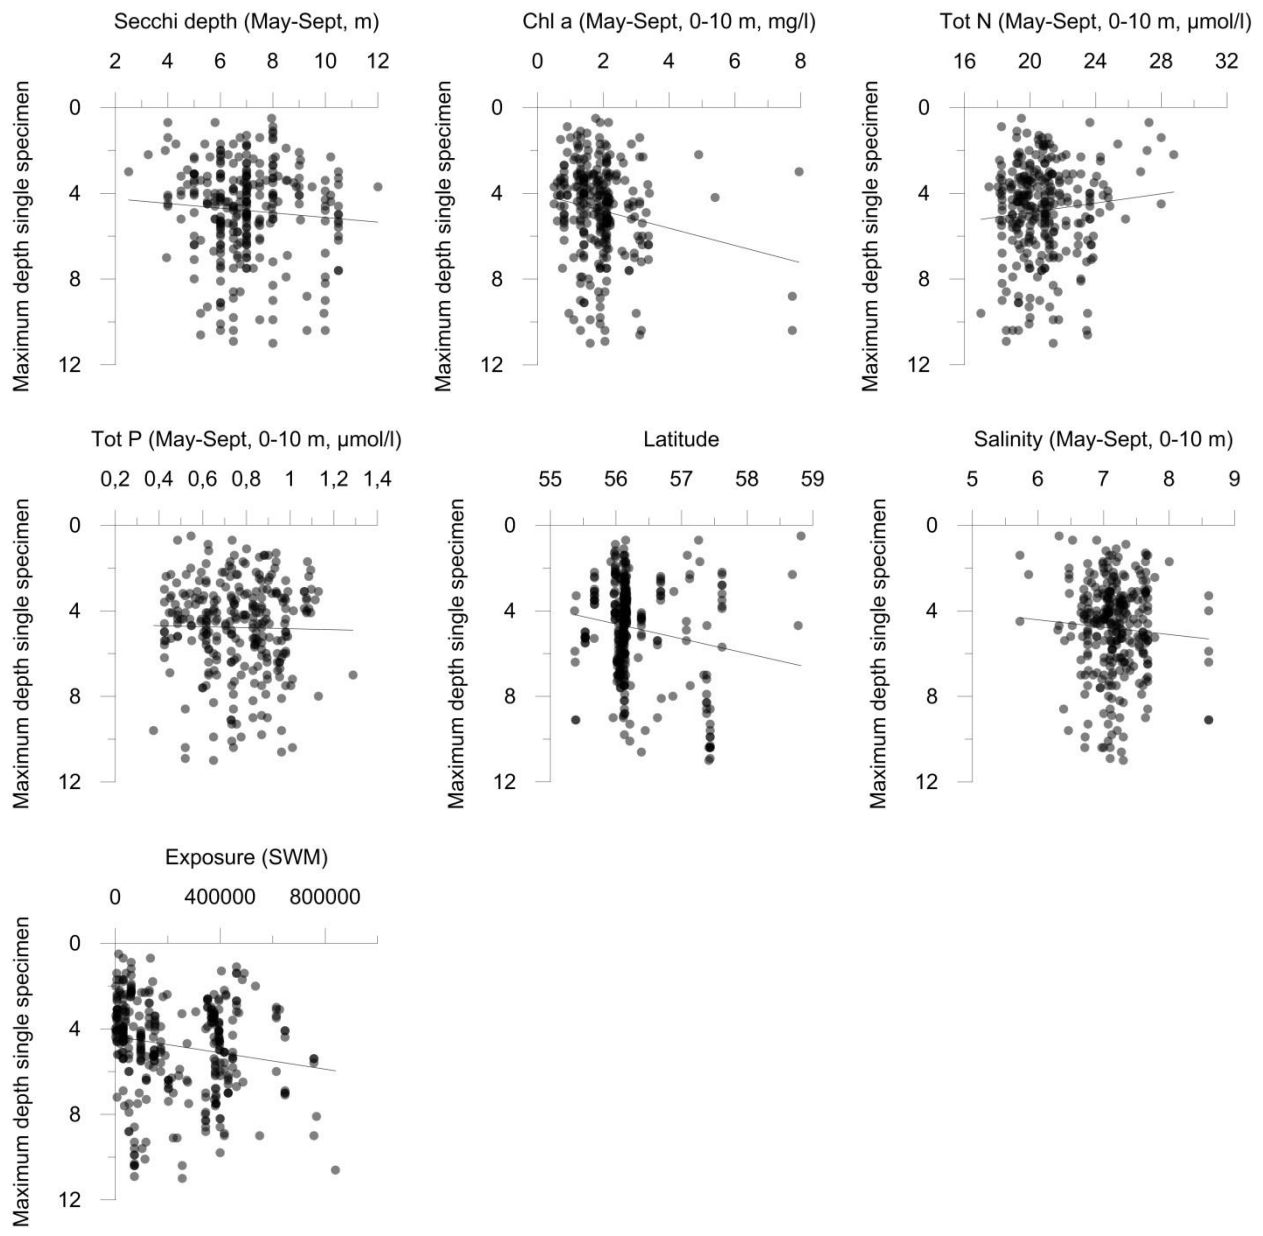 Secchi depth (May-Sept, m)
2 4 6 8 10 12
Maximum depth single specimen
0
4
8
12
Chl a (May-Sept, 0-10 m, mg/l)
0 2 4 6 8
Maximum depth single specimen
0
4
8
12
Tot N (May-Sept, 0-10 m, µmol/l)
16 20 24 28 32
Maximum depth single specimen
0
4
8
12
Tot P (May-Sept, 0-10 m, µmol/l)
0,2 0,4 0,6 0,8 1 1,2 1,4
Maximum depth single specimen
0
4
8
12
Latitude
55 56 57 58 59
Maximum depth single specimen
0
4
8
12
Salinity (May-Sept, 0-10 m)
5 6 7 8 9
Maximum depth single specimen
0
4
8
12
Exposure (SWM)
0 400000 800000
Maximum depth single specimen
0
4
8
12